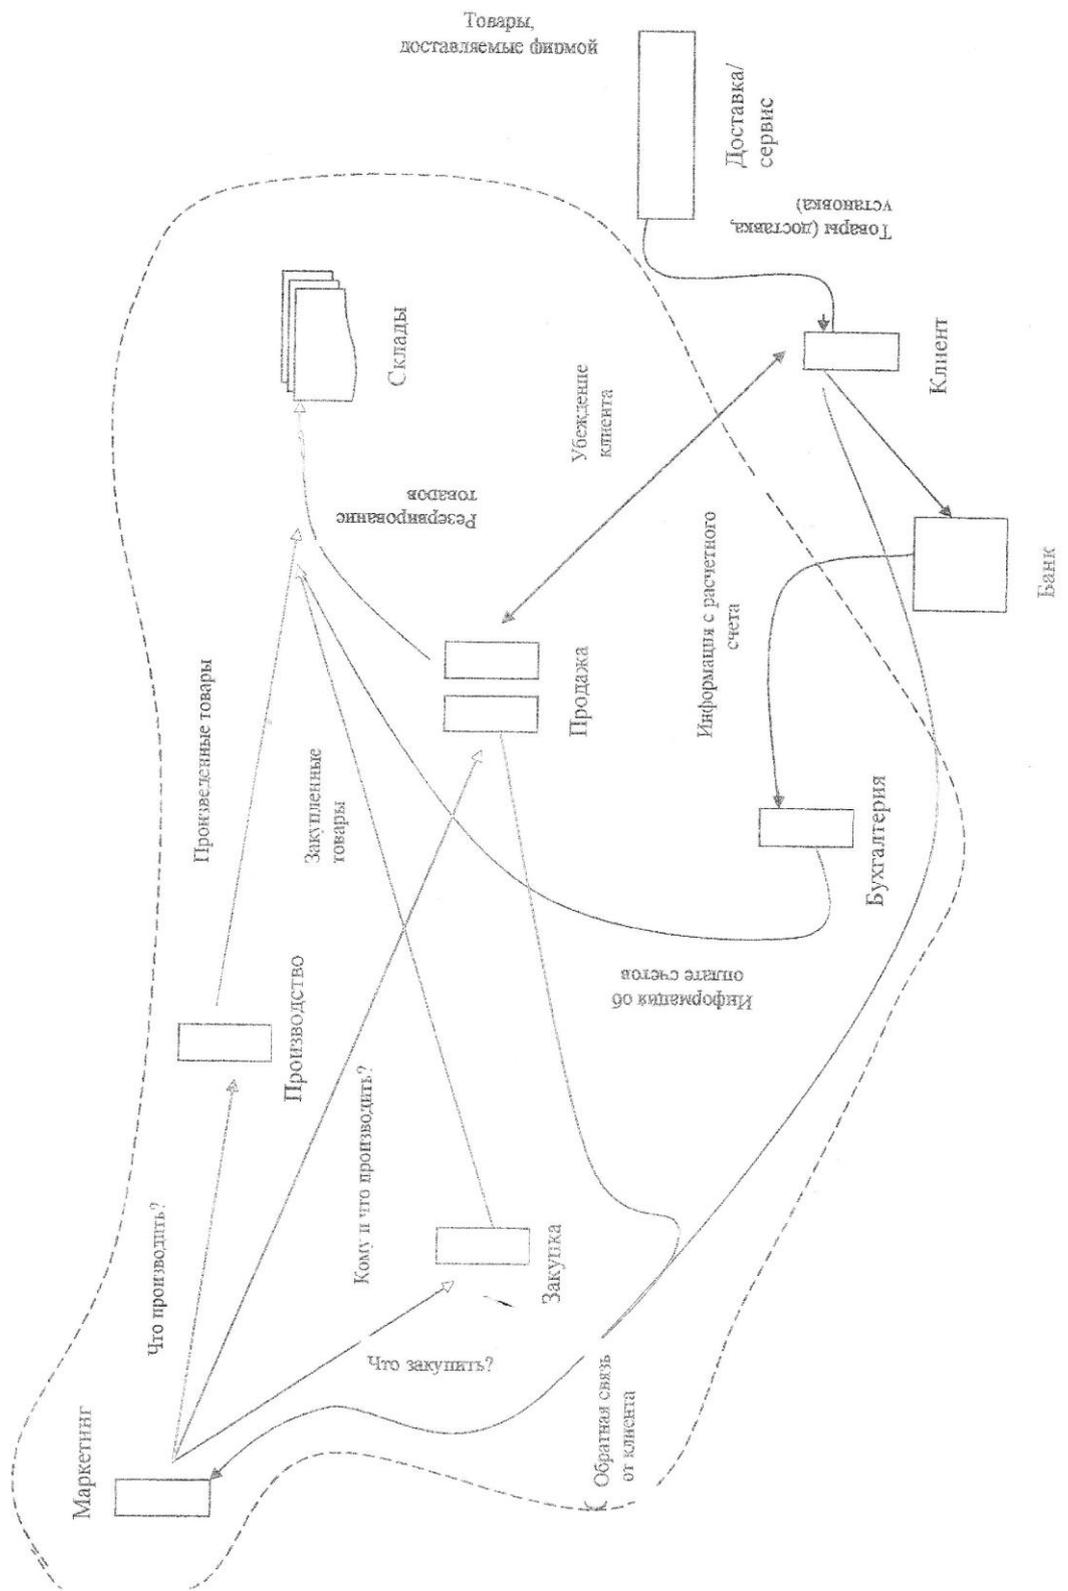 Товары,
доставляемые фирмой
Доставка/
сервис
Товары (доставка,
установка)
Склады
Клиент
Убеждение
клиента
Резервирование
товаров
Информация с расчетного
счета
Банк
Произведенные товары
Закупленные
товары
Продажа
Бухгалтерия
Информация об
оплате счетов
Производство
Кому и что производить?
Что производить?
Закупка
Что закупить?
Обратная связь
от клиента
Маркетинг